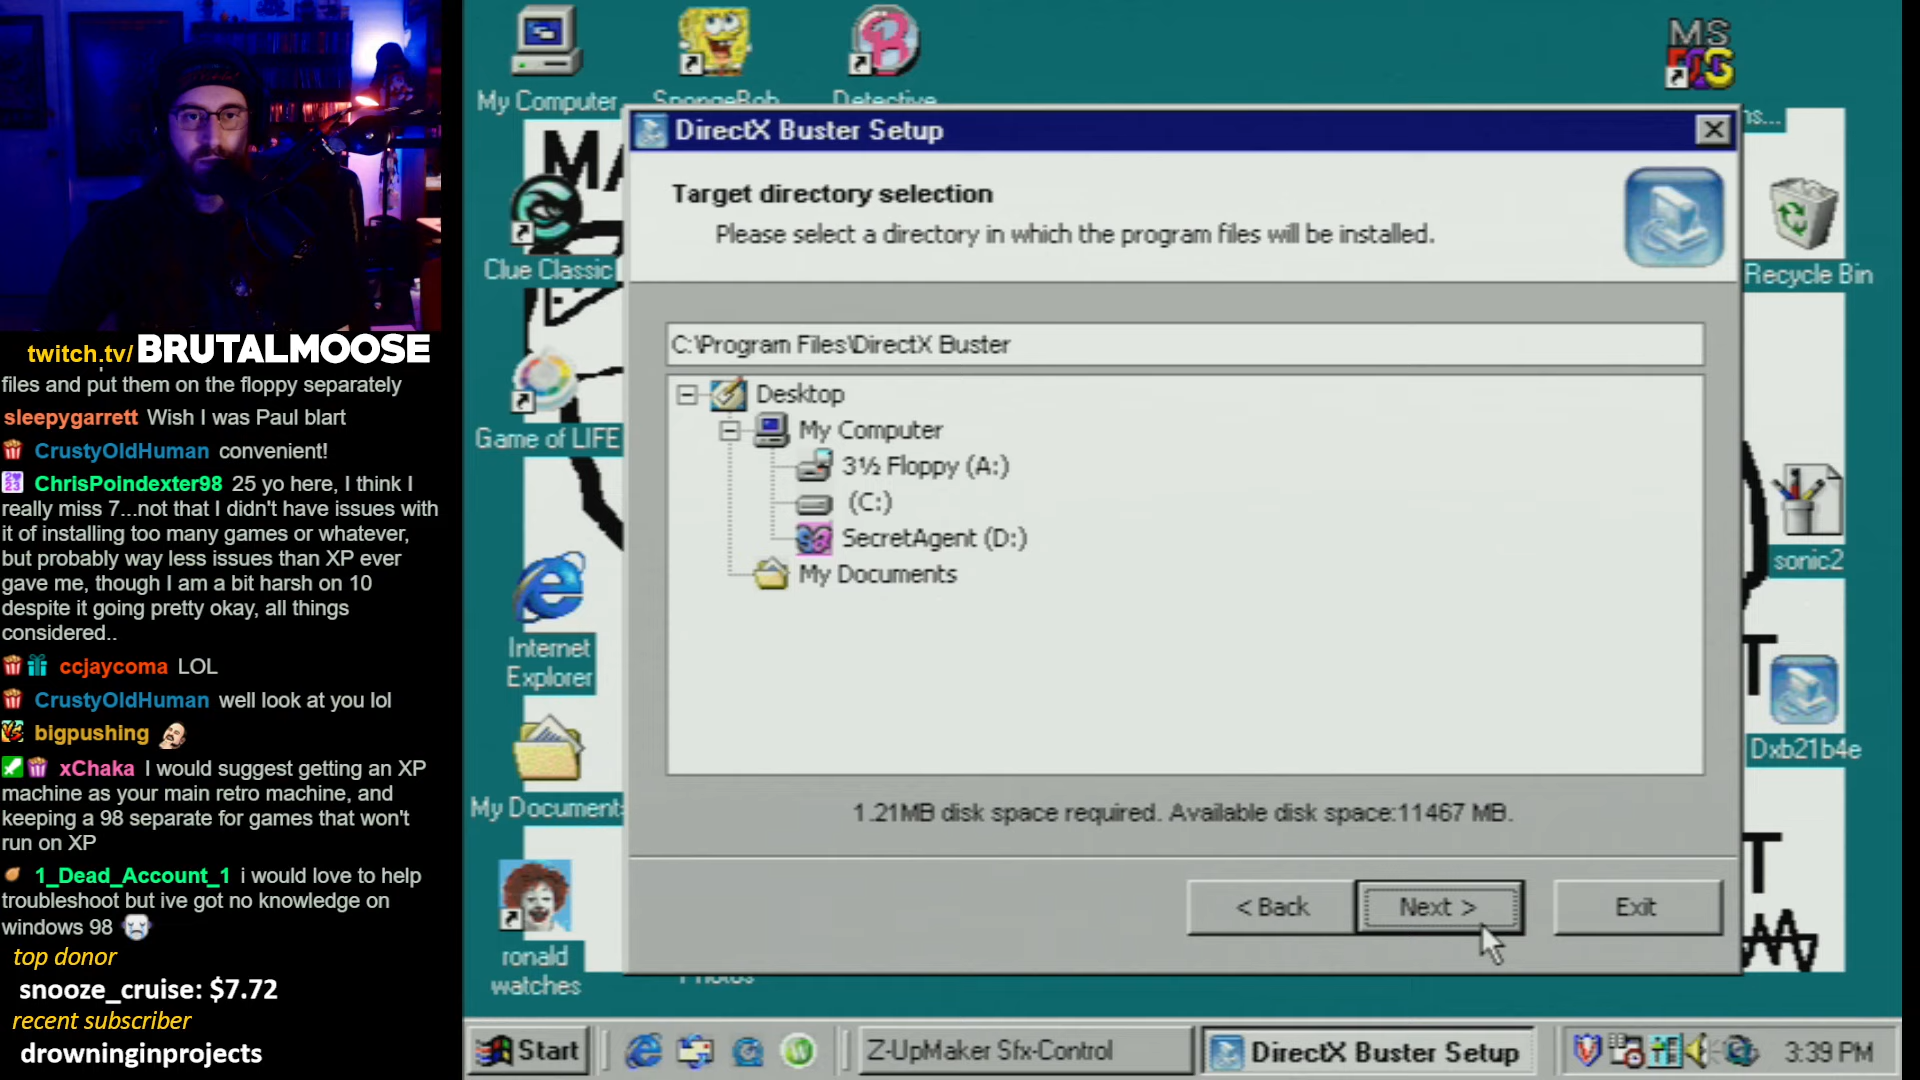 twitch.tv/BRUTALMOOSE
files and put them on the floppy separately
sleepygarrett Wish I was Paul blart
CrustyOldHuman convenient!
ChrisPoindexter98 25 yo here, I think I
really miss 7...not that I didn't have issues with
it of installing too many games or whatever,
but probably way less issues than XP ever
gave me, though I am a bit harsh on 10
despite it going pretty okay, all things
considered..
ccjaycoma LOL
CrustyOldHuman well look at you lol
bigpushing
xChaka I would suggest getting an XP
machine as your main retro machine, and
keeping a 98 separate for games that won't
run on XP
1_Dead_Account_1 i would love to help
troubleshoot but ive got no knowledge on
windows 98
top donor
snooze_cruise: $7.72
recent subscriber
drowninginprojects
My Computer
SpongeBob
Detective
MS
Clue Classic
Game of LIFE
Internet
Explorer
My Documents
ronald
watches
Photos
Recycle Bin
sonic2
Dxb21b4e
DirectX Buster Setup
Target directory selection
Please select a directory in which the program files will be installed.
C:\Program Files\DirectX Buster
Desktop
My Computer
3½ Floppy (A:)
(C:)
SecretAgent (D:)
My Documents
1.21MB disk space required. Available disk space:11467 MB.
< Back
Next >
Exit
Start
Z-UpMaker Sfx-Control
DirectX Buster Setup
3:39 PM